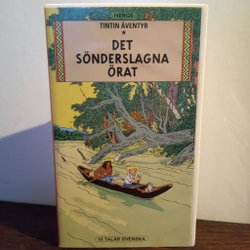 HERGÉ
TINTIN ÄVENTYR
DET
SÖNDERSLAGNA
ÖRAT
VI TALAR SVENSKA